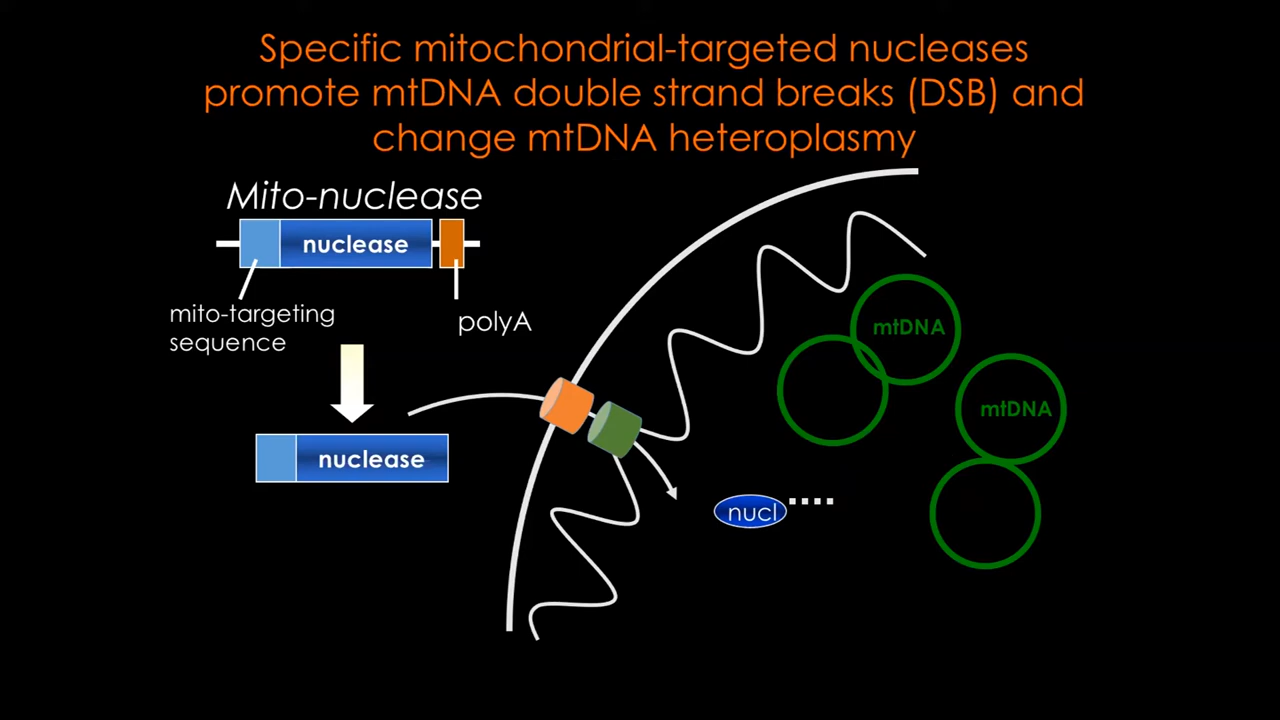 Specific mitochondrial-targeted nucleases
promote mtDNA double strand breaks (DSB) and
change mtDNA heteroplasmy
Mito-nuclease
nuclease
mito-targeting
sequence
polyA
nuclease
mtDNA
mtDNA
nucl